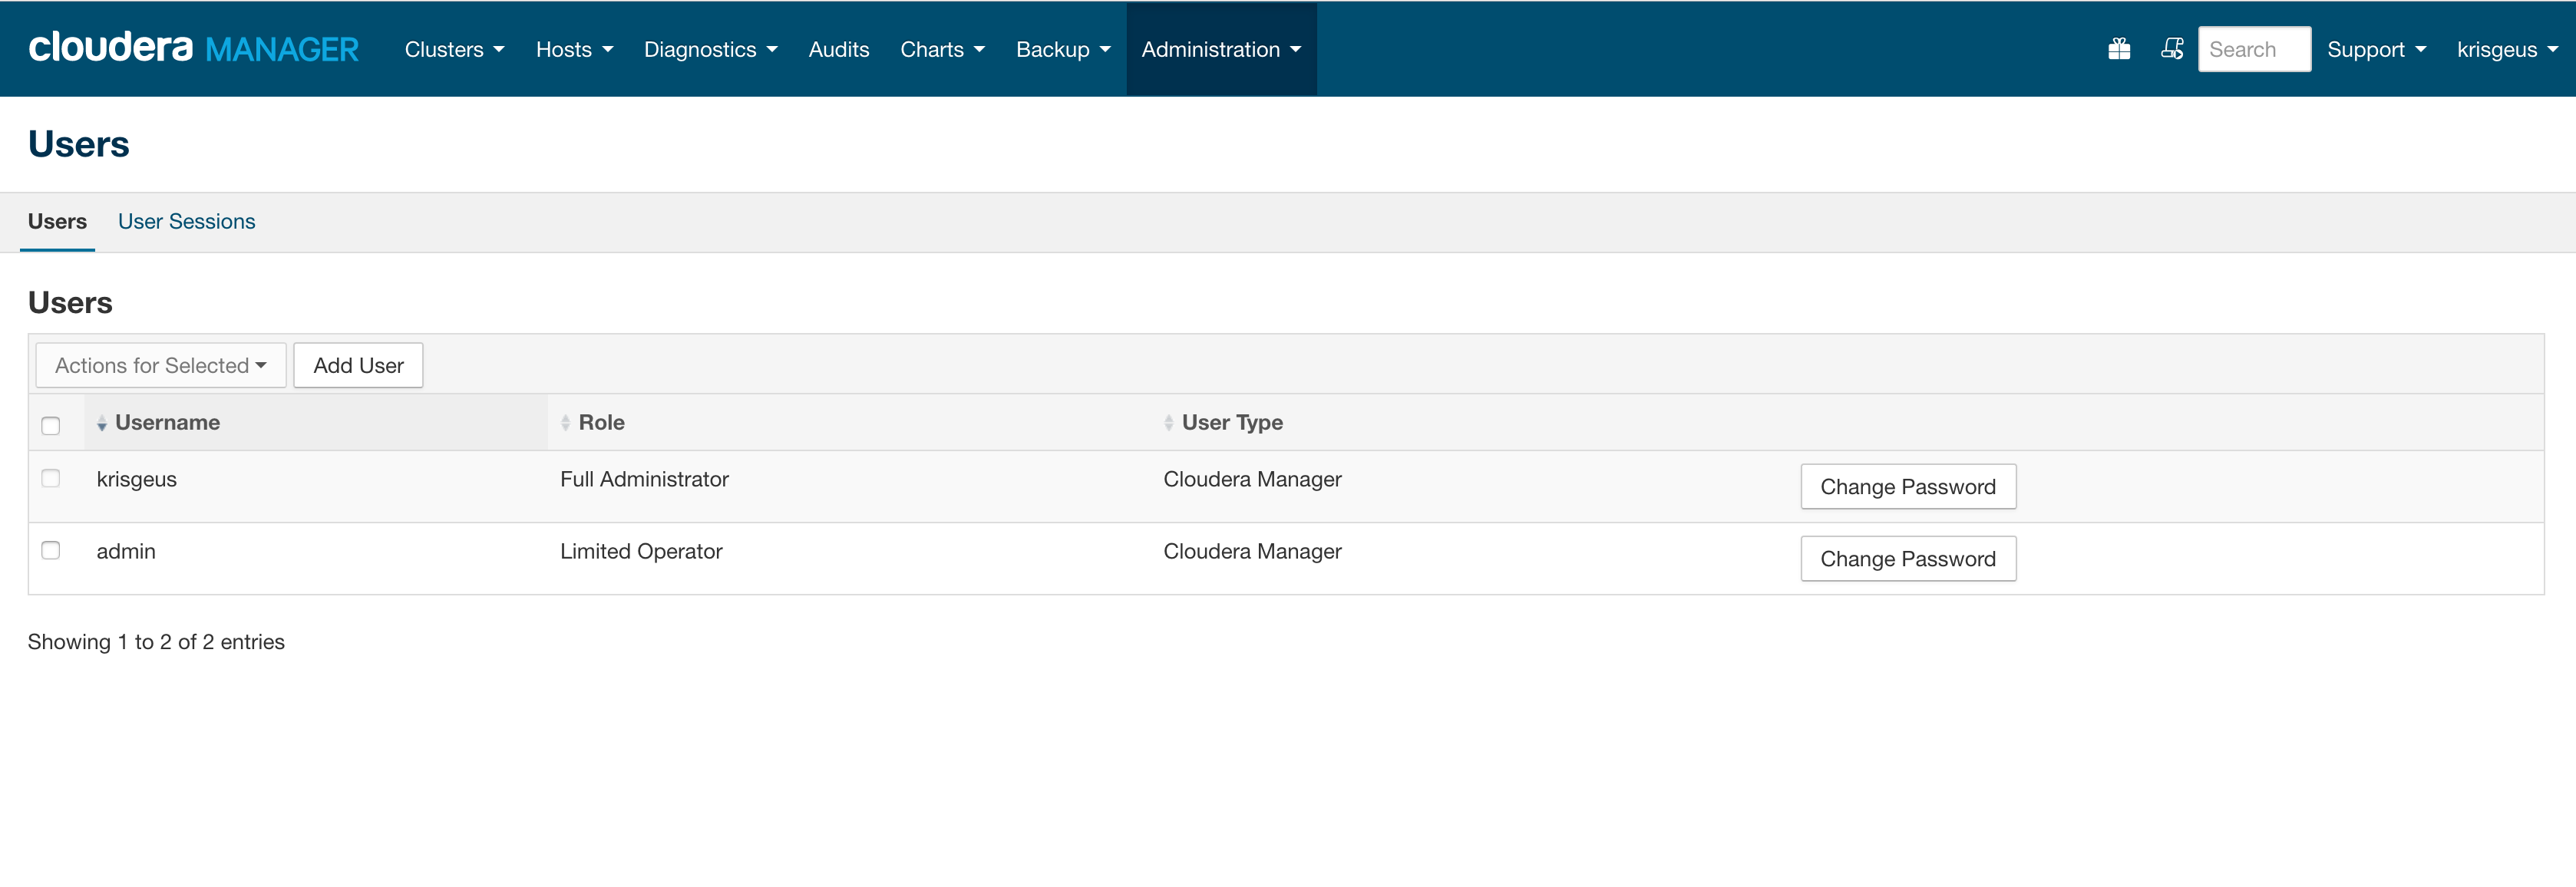 cloudera MANAGER Clusters Hosts Diagnostics Audits Charts Backup Administration Search Support krisgeus
Users
Users User Sessions
Users
Actions for Selected Add User
Username Role User Type
krisgeus Full Administrator Cloudera Manager Change Password
admin Limited Operator Cloudera Manager Change Password
Showing 1 to 2 of 2 entries